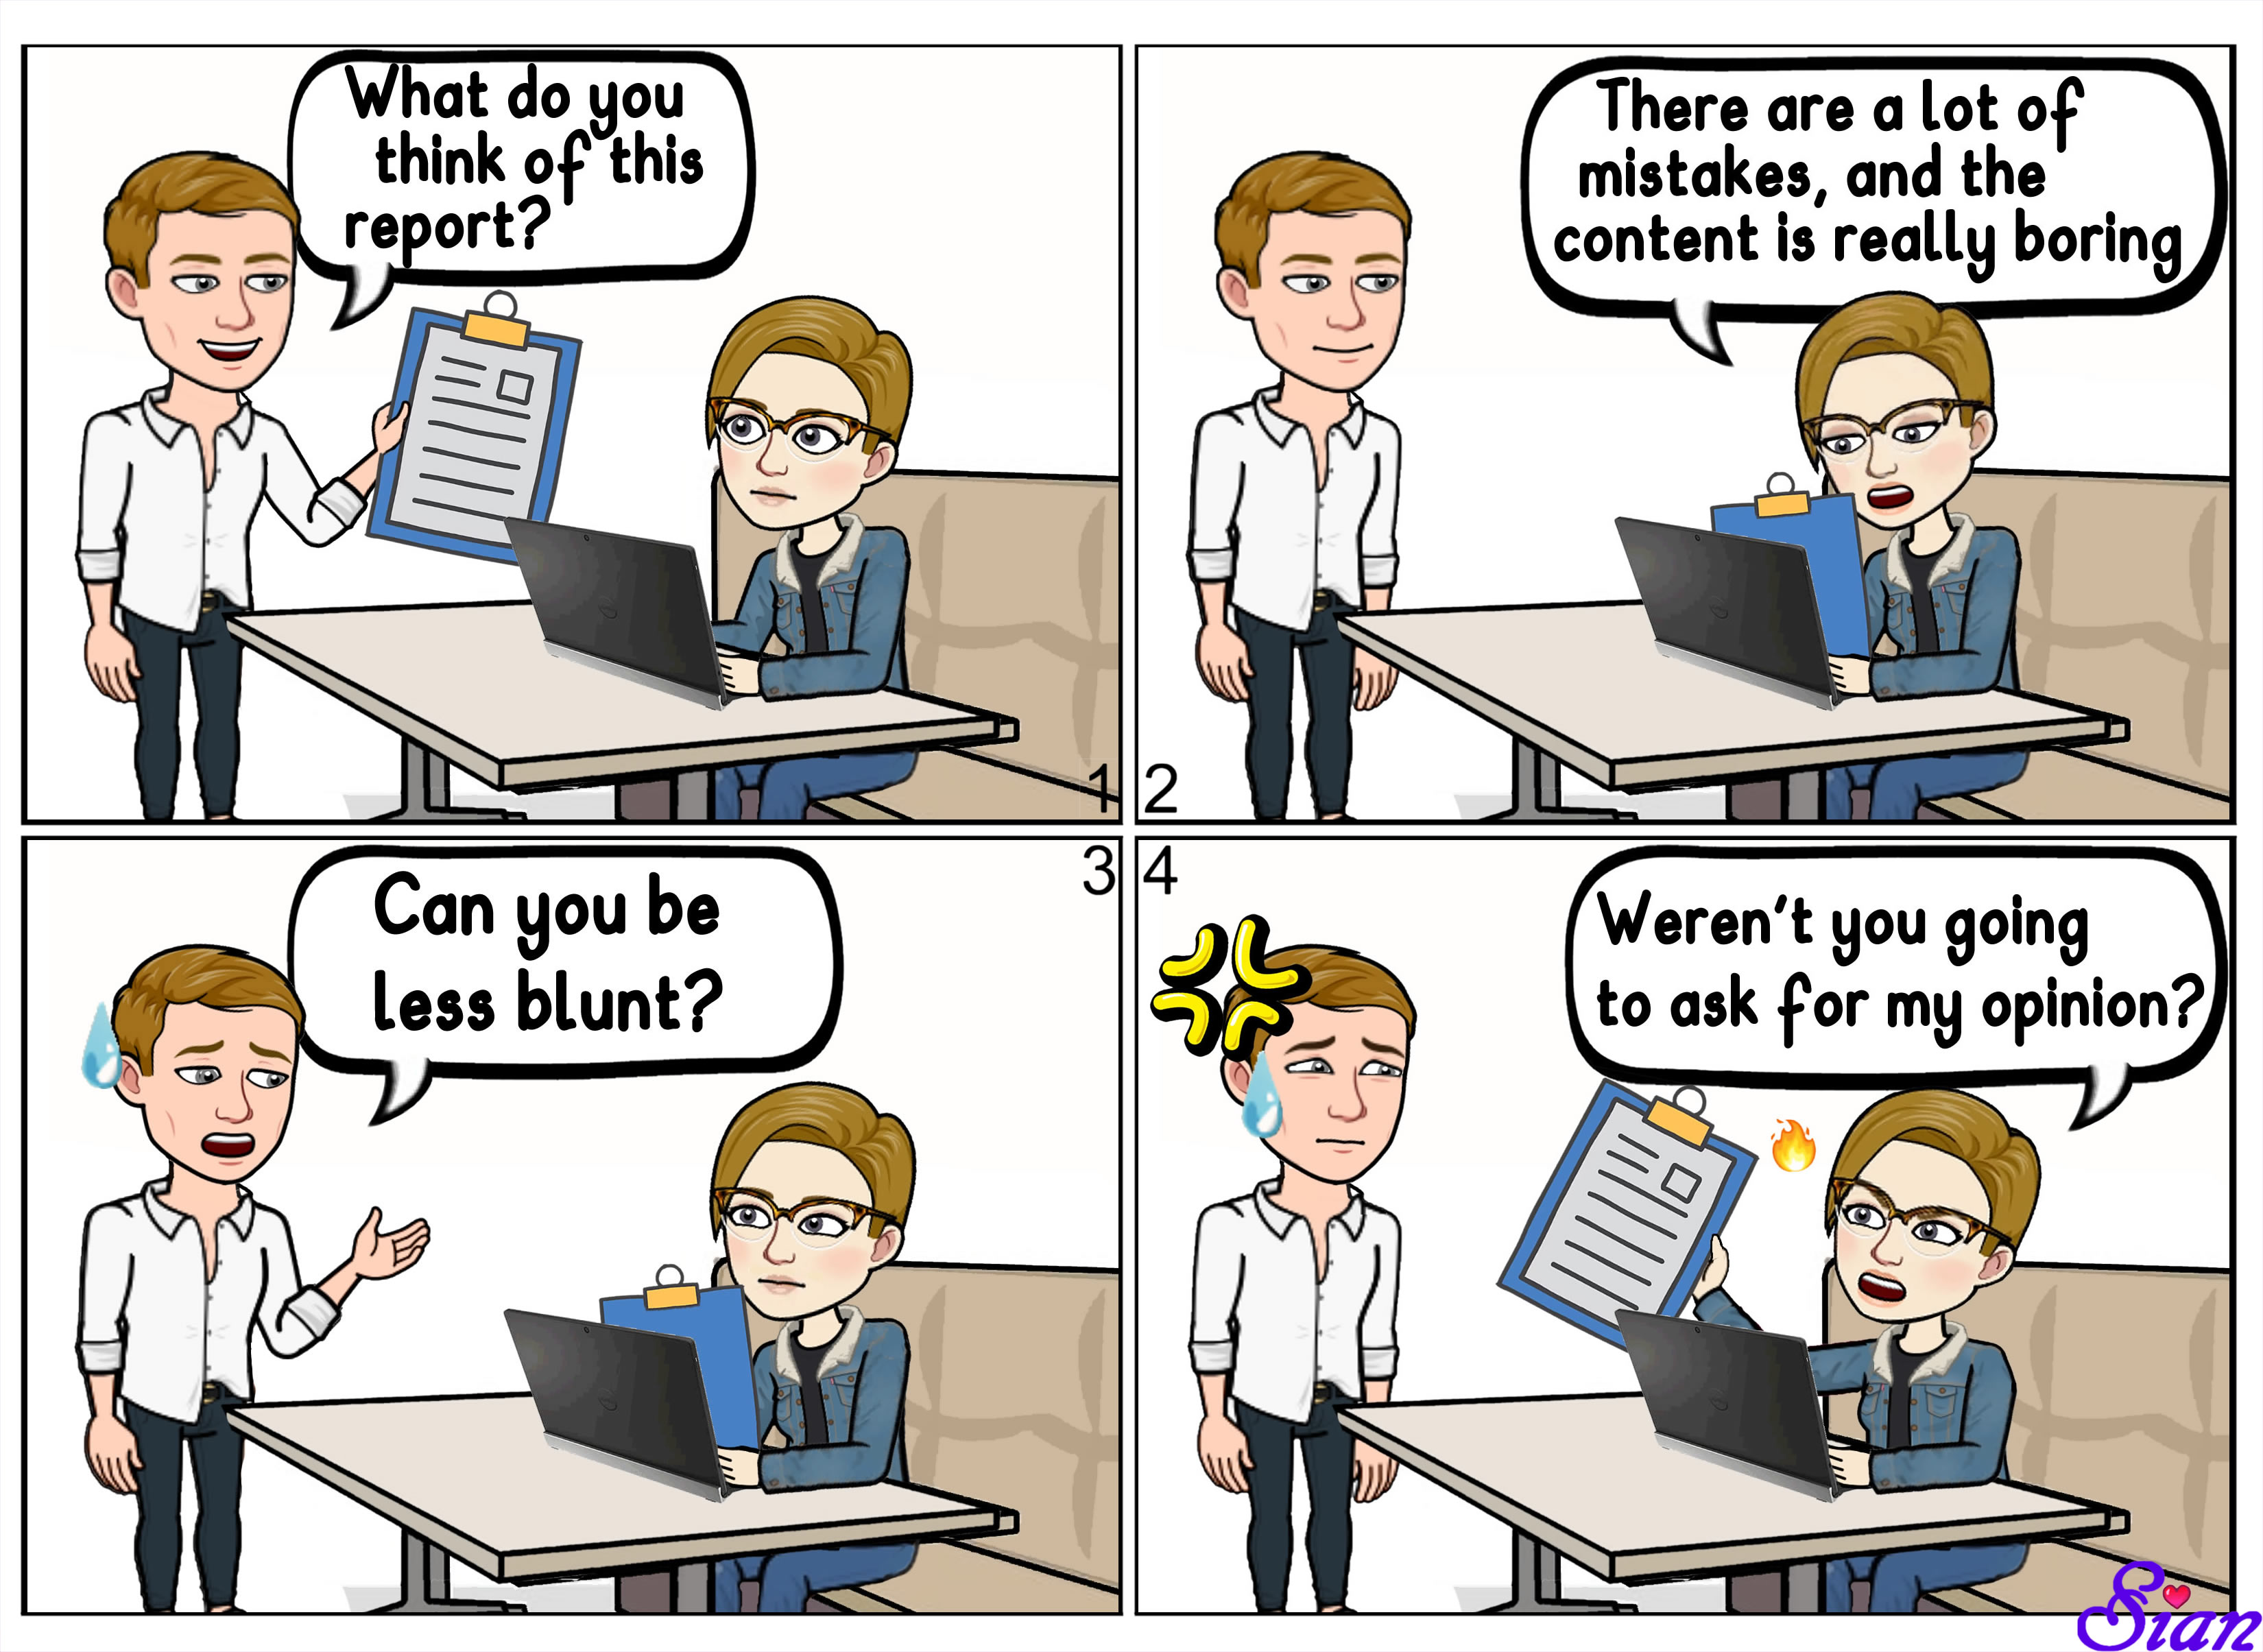 What do you
think of this
report?
1
There are a lot of
mistakes, and the
content is really boring
2
Can you be
less blunt?
3
4
Weren't you going
to ask for my opinion?
Sian